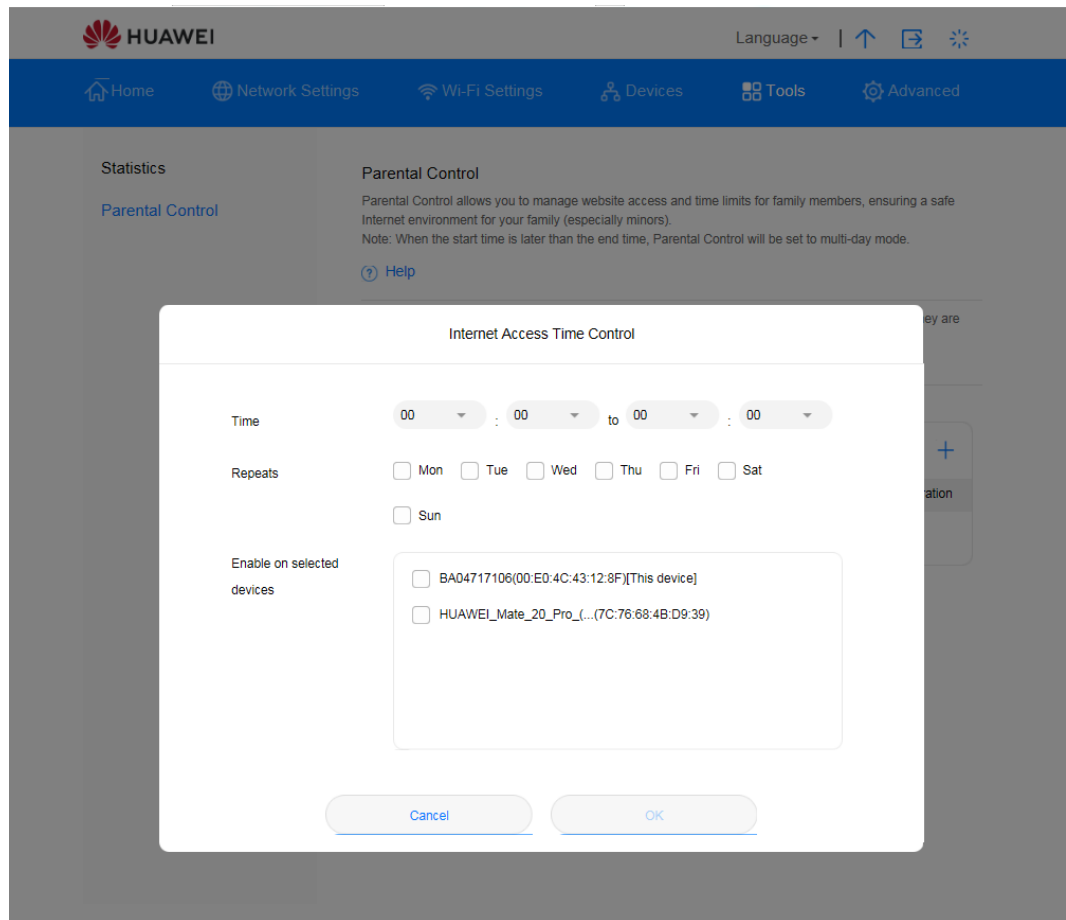 HUAWEI
Language
Home Network Settings Wi-Fi Settings Devices Tools Advanced
Statistics
Parental Control
Parental Control
Parental Control allows you to manage website access and time limits for family members, ensuring a safe
Internet environment for your family (especially minors).
Note: When the start time is later than the end time, Parental Control will be set to multi-day mode.
? Help
ey are
Internet Access Time Control
Time 00 : 00 to 00 : 00
Repeats Mon Tue Wed Thu Fri Sat
Sun
ration
Enable on selected
devices
BA04717106(00:E0:4C:43:12:8F)[This device]
HUAWEI_Mate_20_Pro_(...(7C:76:68:4B:D9:39)
Cancel OK